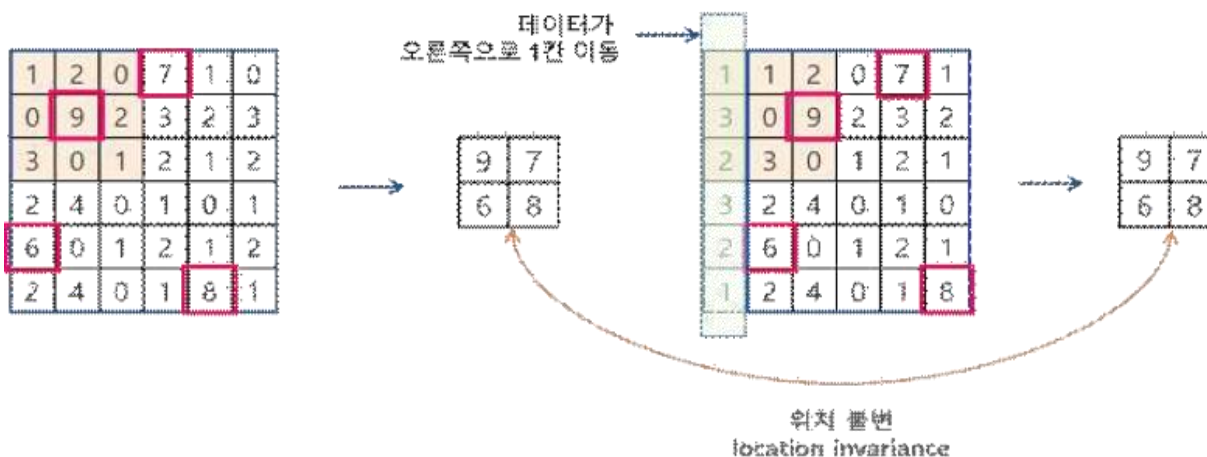 데이터가
오른쪽으로 1칸 이동
1 2 0 7 1 0
0 9 2 3 2 3
3 0 1 2 1 2
2 4 0 1 0 1
6 0 1 2 1 2
2 4 0 1 8 1
9 7
6 8
1 1 2 0 7 1
3 0 9 2 3 2
2 3 0 1 2 1
3 2 4 0 1 0
2 6 0 1 2 1
1 2 4 0 1 8
9 7
6 8
위치 불변
location invariance